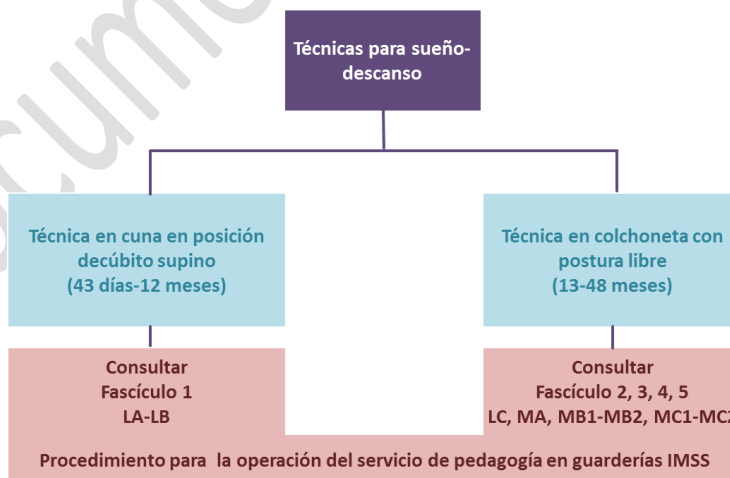 Técnicas para sueño-
descanso
Técnica en cuna en posición
decúbito supino
(43 días-12 meses)
Técnica en colchoneta con
postura libre
(13-48 meses)
Consultar
Fascículo 1
LA-LB
Consultar
Fascículo 2, 3, 4, 5
LC, MA, MB1-MB2, MC1-MC2
Procedimiento para la operación del servicio de pedagogía en guarderías IMSS